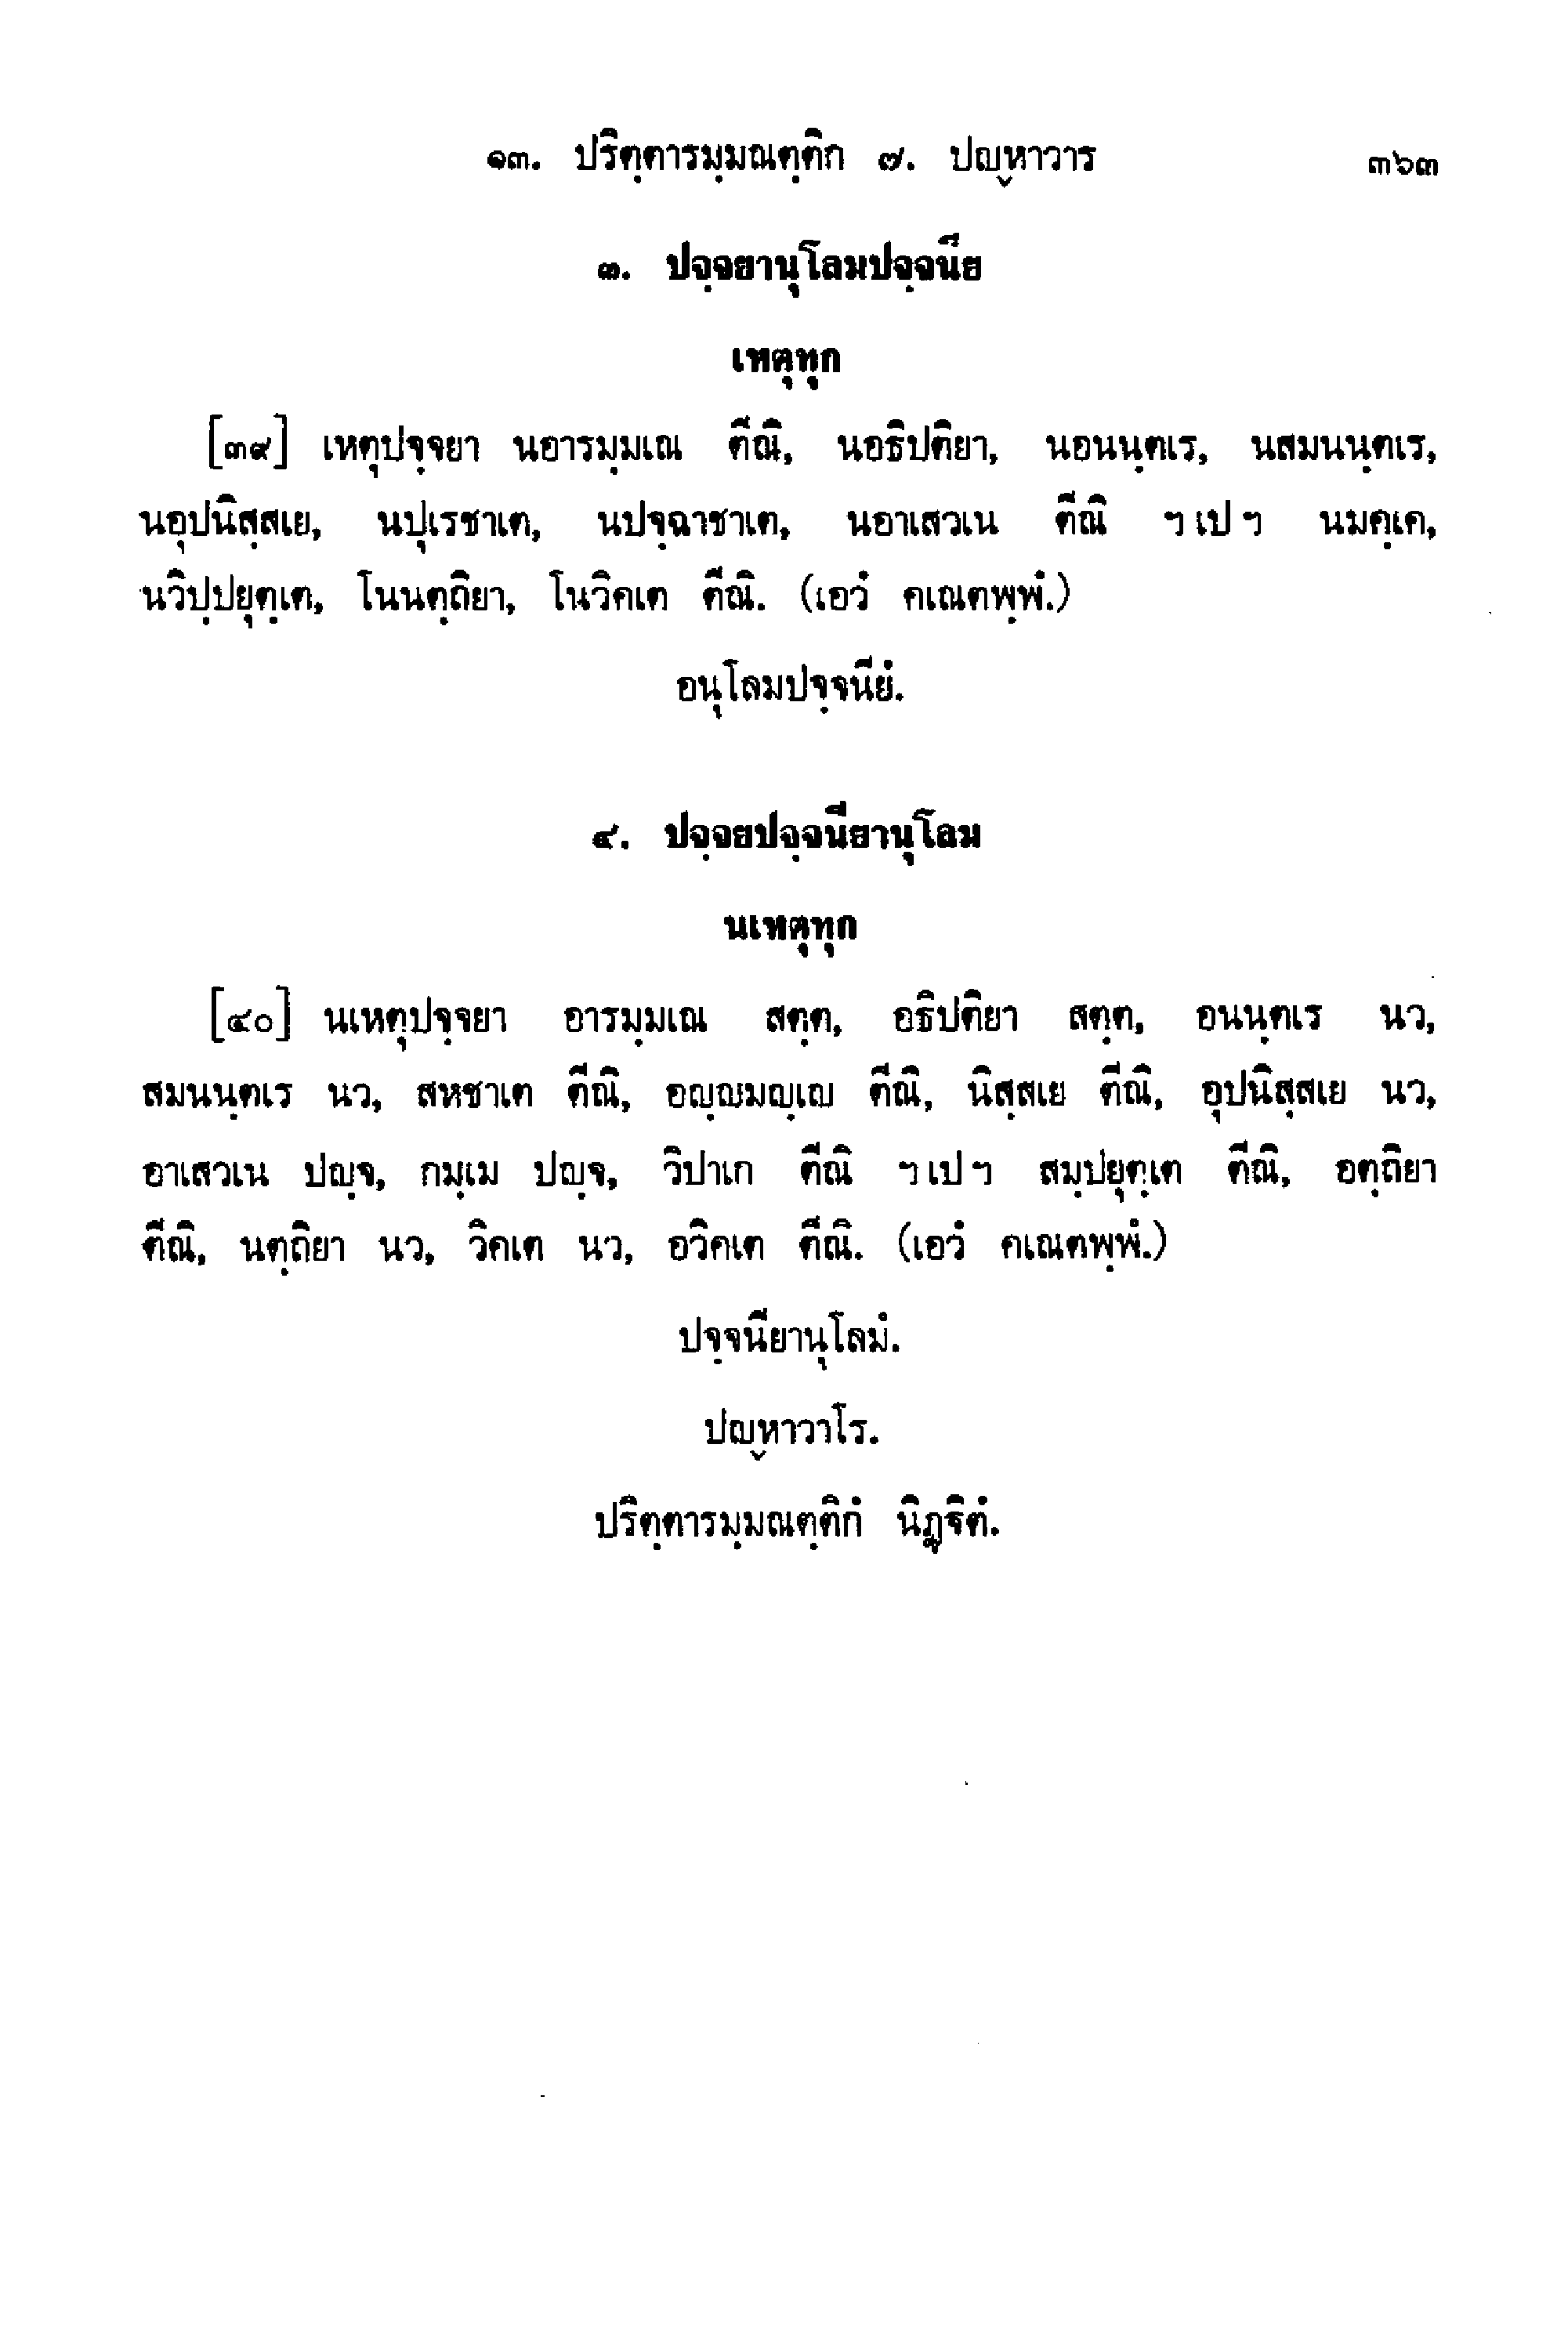 ๑๓. ปริตฺตารมฺมณตฺติก ๗. ปญฺหาวาร ๓๖๓
๓. ปจฺจยานุโลมปจฺจนีย
เหตุทุก
[๓๙] เหตุปจฺจยา นอารมฺมเณ ตีณิ, นอธิปติยา, นอนนฺตเร, นสมนนฺตเร,
นอุปนิสฺสเย, นปุเรชาเต, นปจฺฉาชาเต, นอาเสวเน ตีณิ ฯเปฯ นมคฺเค,
นวิปฺปยุตฺเต, โนนตฺถิยา, โนวิคเต ตีณิ. (เอวํ คเณตพฺพํ.)
อนุโลมปจฺจนียํ.
๔. ปจฺจยปจฺจนียานุโลม
นเหตุทุก
[๔๐] นเหตุปจฺจยา อารมฺมเณ สตฺต, อธิปติยา สตฺต, อนนฺตเร นว,
สมนนฺตเร นว, สหชาเต ตีณิ, อญฺญมญฺเญ ตีณิ, นิสฺสเย ตีณิ, อุปนิสฺสเย นว,
อาเสวเน ปญฺจ, กมฺเม ปญฺจ, วิปาเก ตีณิ ฯเปฯ สมฺปยุตฺเต ตีณิ, อตฺถิยา
ตีณิ, นตฺถิยา นว, วิคเต นว, อวิคเต ตีณิ. (เอวํ คเณตพฺพํ.)
ปจฺจนียานุโลมํ.
ปญฺหาวาโร.
ปริตฺตารมฺมณตฺติกํ นิฏฺฐิตํ.